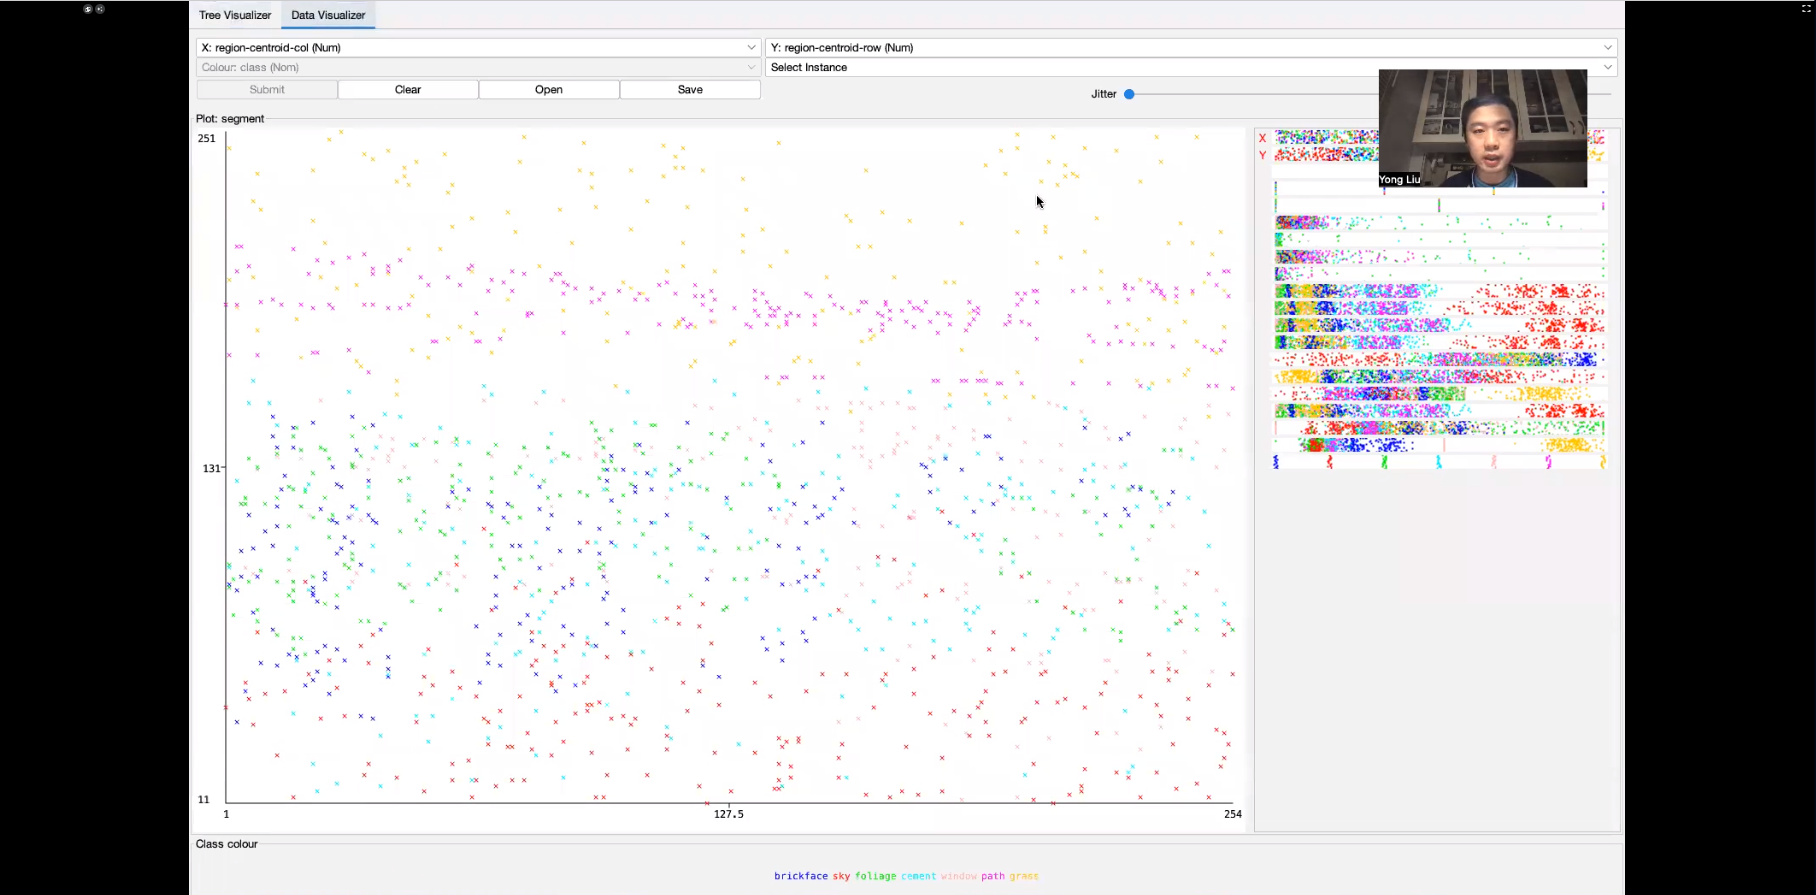 Tree Visualizer Data Visualizer
X: region-centroid-col (Num) Y: region-centroid-row (Num)
Colour: class (Nom) Select Instance
Submit Clear Open Save Jitter
Plot: segment
251
X
Y
Yong Liu
131
11
1 127.5 254
Class colour
brickface sky foliage cement window path grass